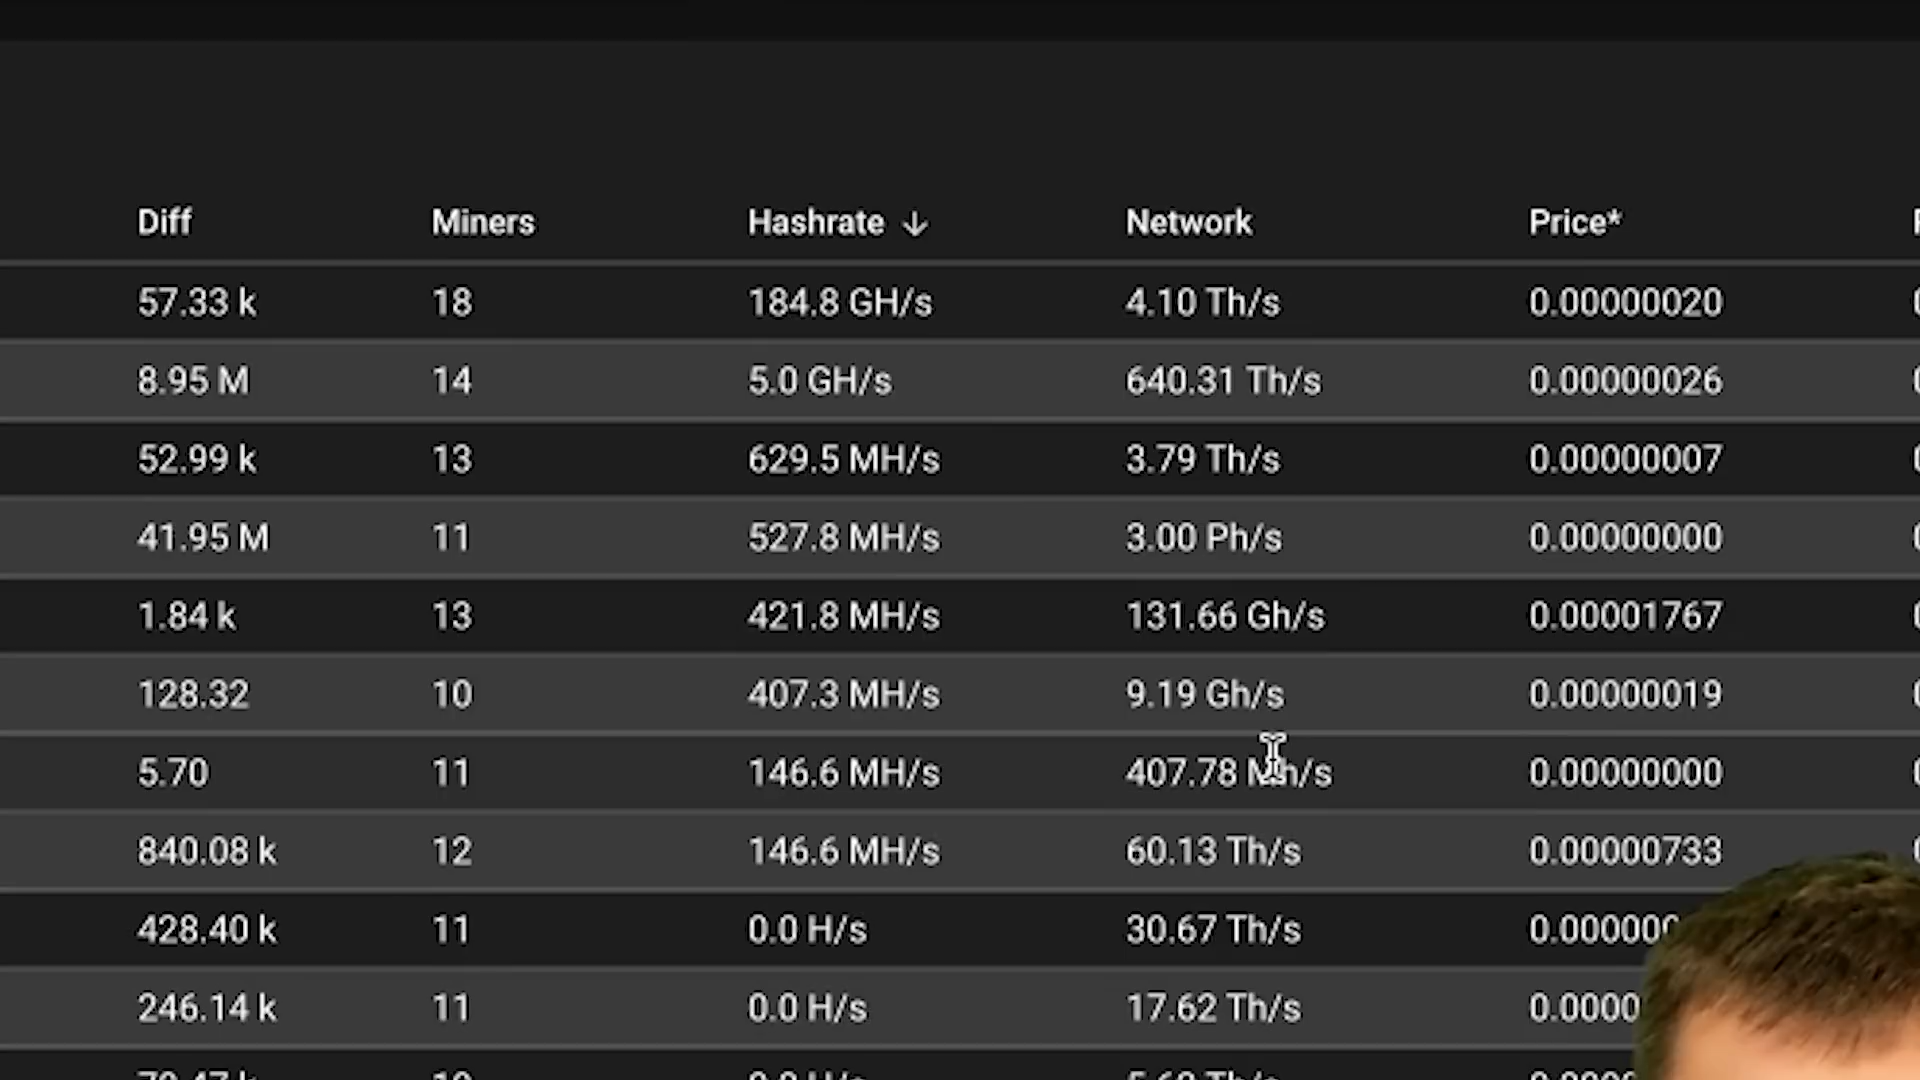 Diff Miners Hashrate ↓ Network Price*
57.33 k 18 184.8 GH/s 4.10 Th/s 0.00000020
8.95 M 14 5.0 GH/s 640.31 Th/s 0.00000026
52.99 k 13 629.5 MH/s 3.79 Th/s 0.00000007
41.95 M 11 527.8 MH/s 3.00 Ph/s 0.00000000
1.84 k 13 421.8 MH/s 131.66 Gh/s 0.00001767
128.32 10 407.3 MH/s 9.19 Gh/s 0.00000019
5.70 11 146.6 MH/s 407.78 Mh/s 0.00000000
840.08 k 12 146.6 MH/s 60.13 Th/s 0.00000733
428.40 k 11 0.0 H/s 30.67 Th/s
246.14 k 11 0.0 H/s 17.62 Th/s